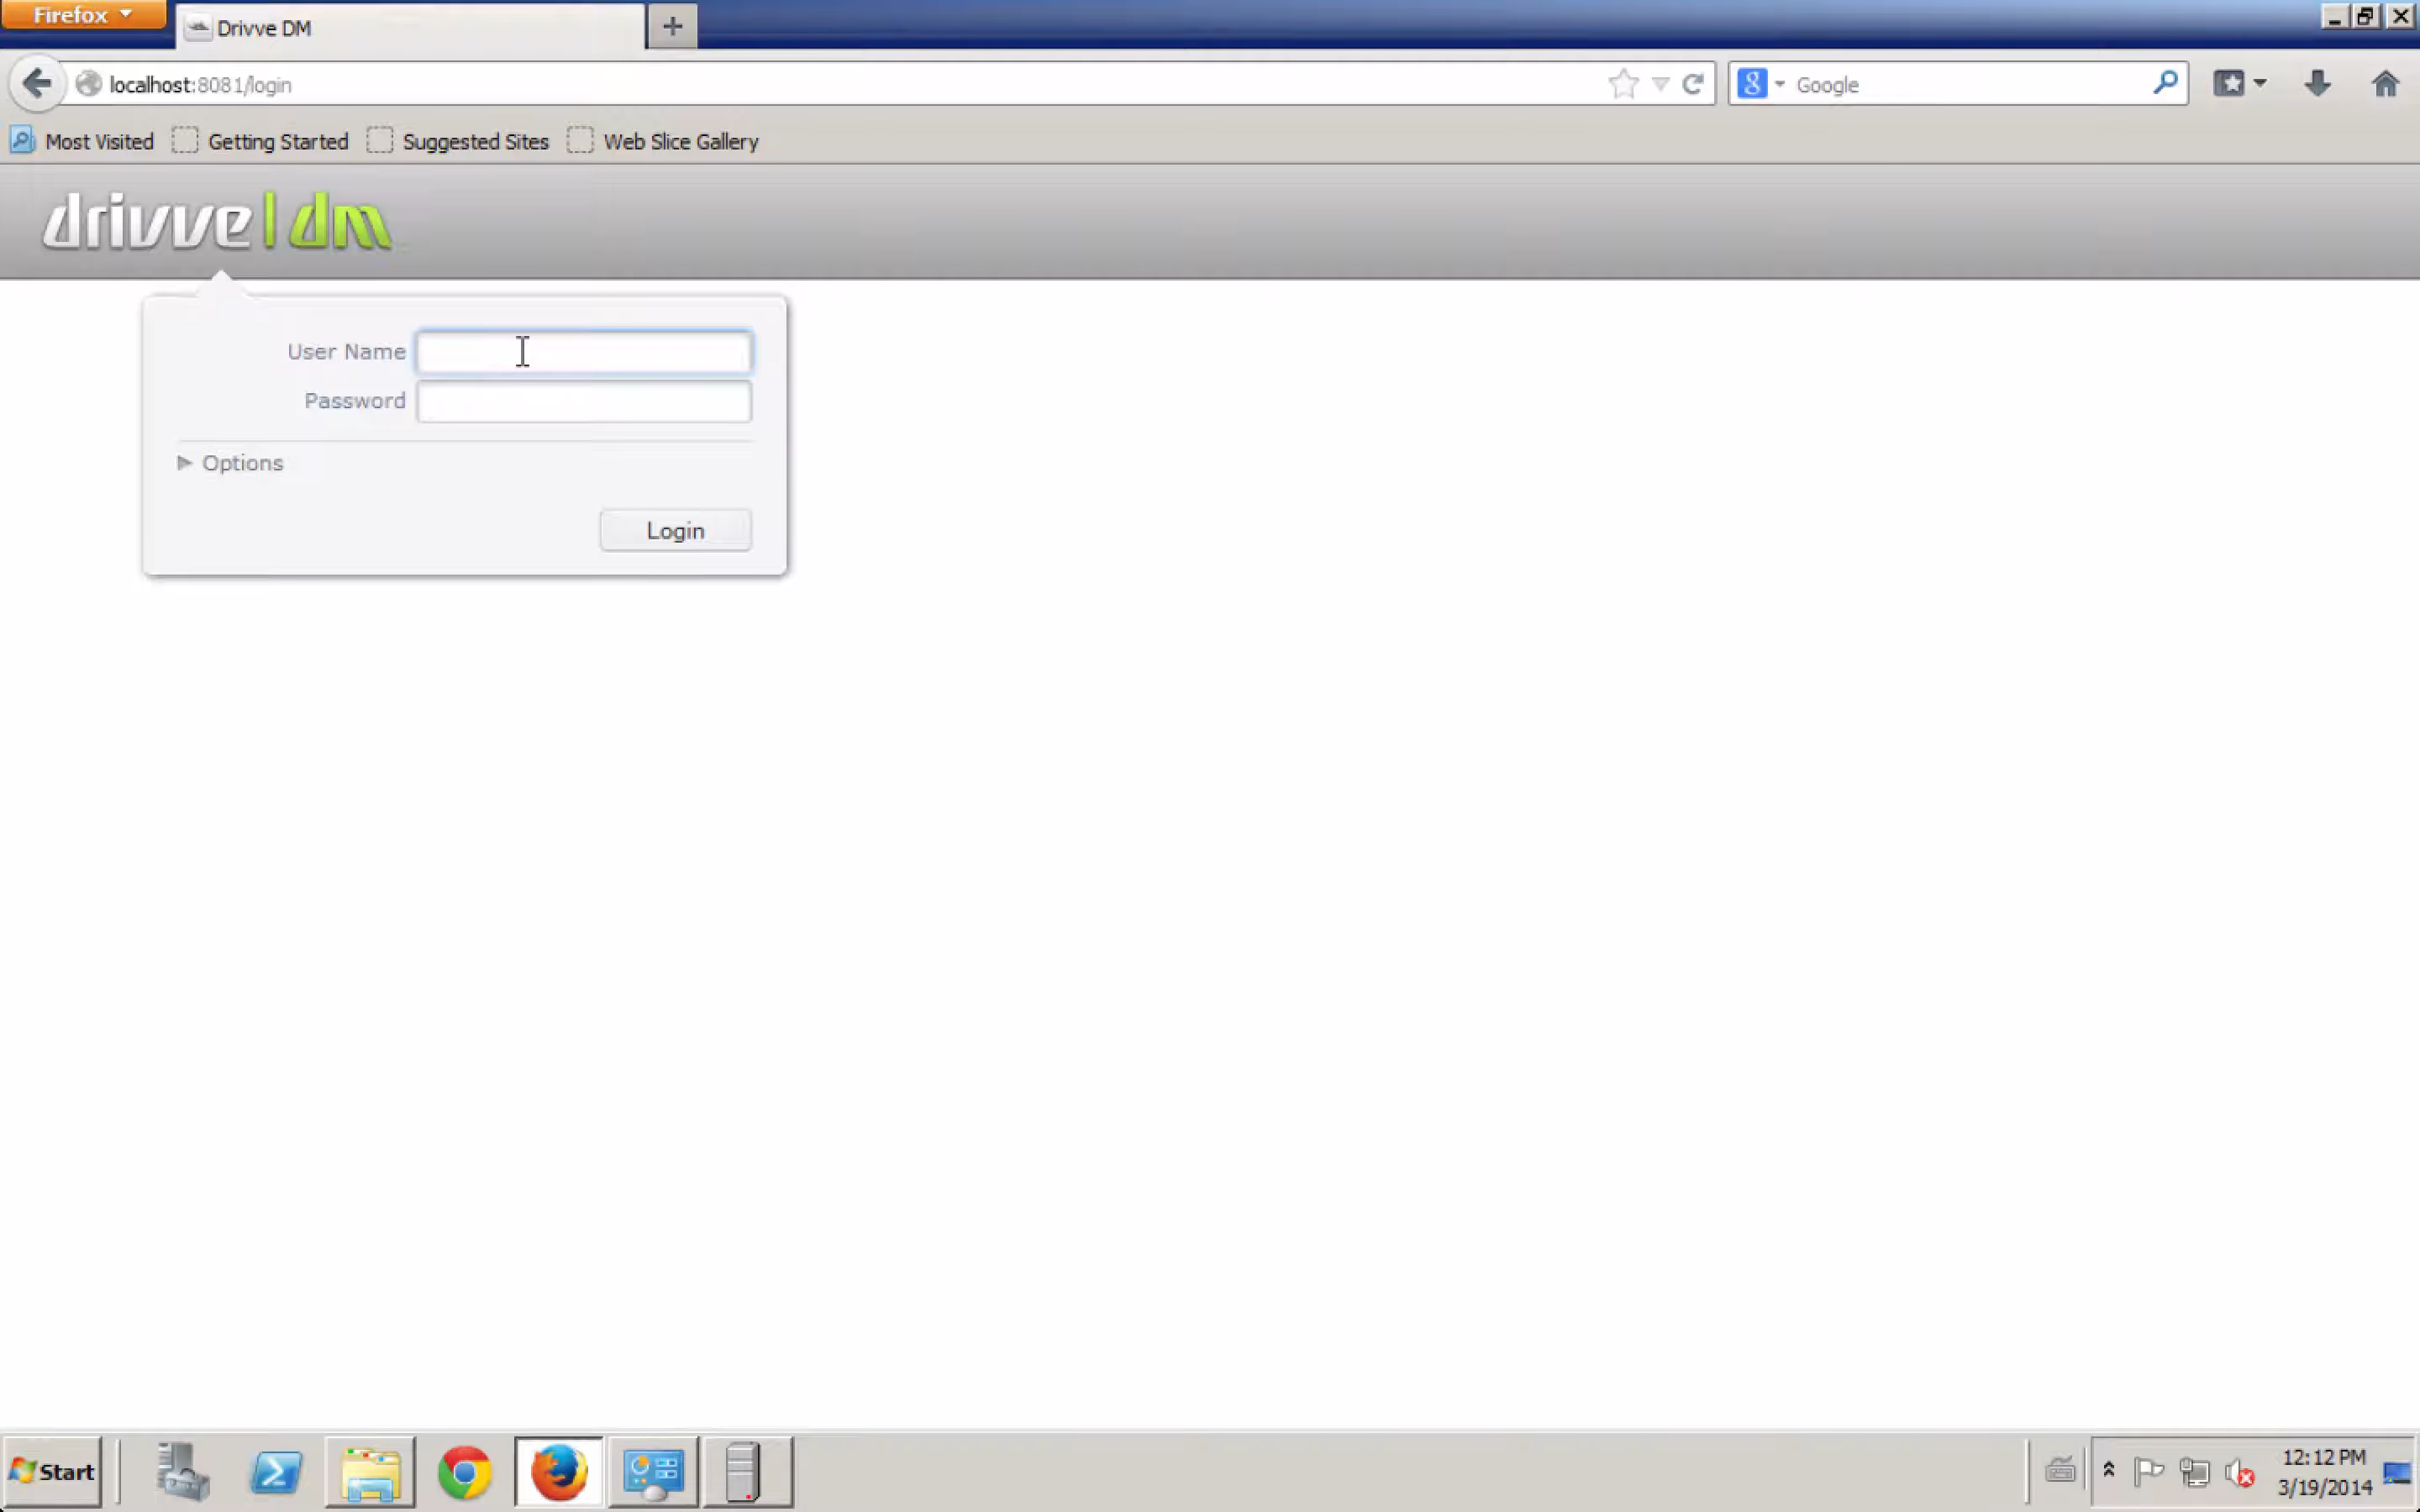 Firefox
Drivve DM
localhost:8081/login
Google
Most Visited
Getting Started
Suggested Sites
Web Slice Gallery
drivve|dm
User Name
Password
Options
Login
Start
12:12 PM
3/19/2014